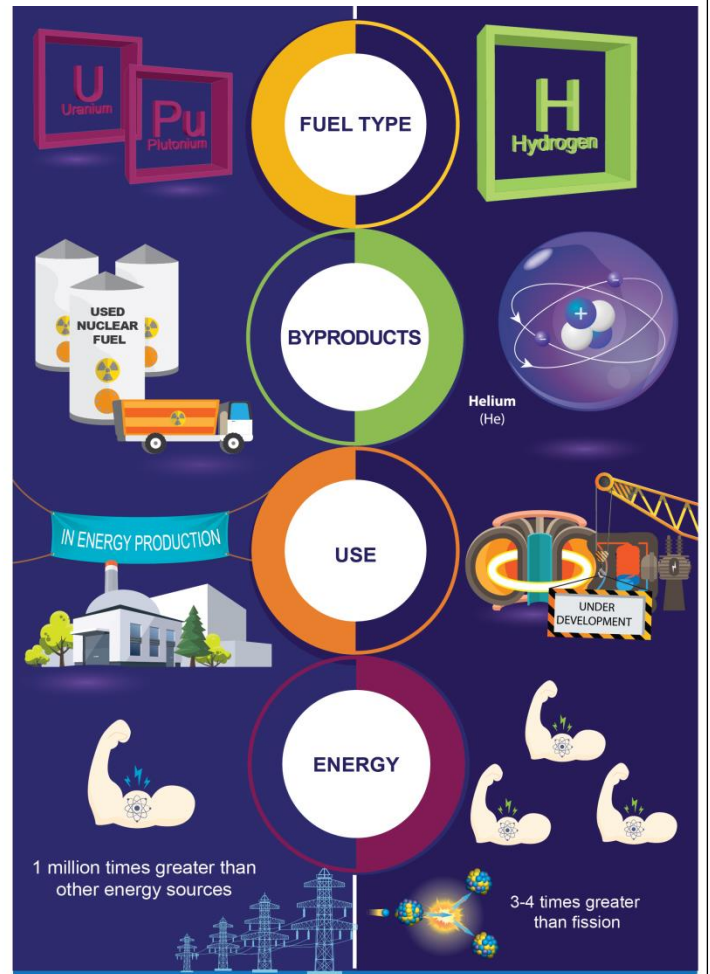 U
Uranium
Pu
Plutonium
FUEL TYPE
H
Hydrogen
USED
NUCLEAR
FUEL
BYPRODUCTS
+
Helium
(He)
IN ENERGY PRODUCTION
USE
UNDER
DEVELOPMENT
ENERGY
1 million times greater than
other energy sources
3-4 times greater
than fission